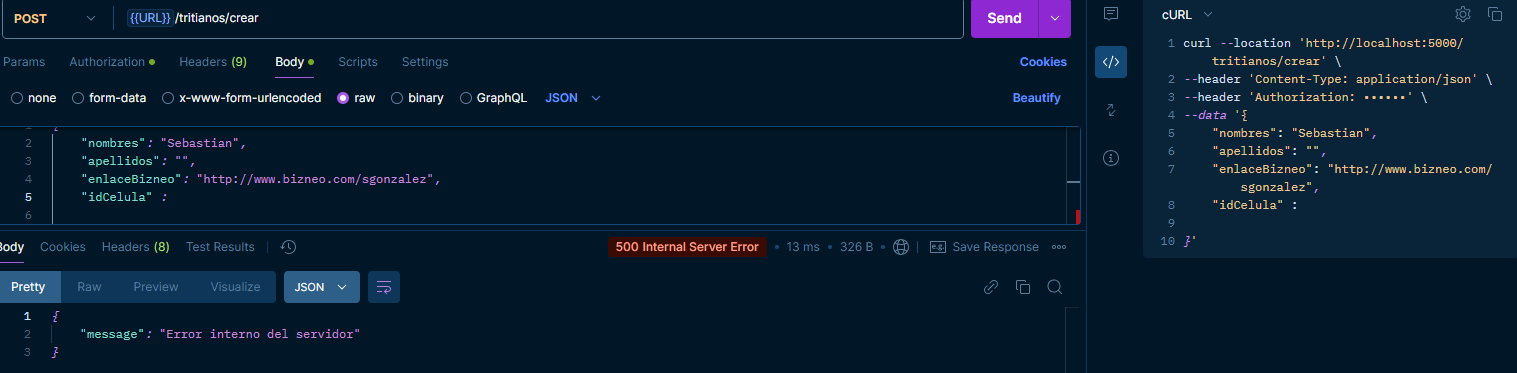 POST {{URL}}/tritianos/crear Send
Params Authorization Headers (9) Body Scripts Settings Cookies
none form-data x-www-form-urlencoded raw binary GraphQL JSON Beautify
2 "nombres": "Sebastian",
3 "apellidos": "",
4 "enlaceBizneo": "http://www.bizneo.com/sgonzalez",
5 "idCelula" :
6
Body Cookies Headers (8) Test Results 500 Internal Server Error • 13 ms • 326 B • e.g. Save Response
Pretty Raw Preview Visualize JSON
1 {
2 "message": "Error interno del servidor"
3 }
cURL
1 curl --location 'http://localhost:5000/
tritianos/crear' \
2 --header 'Content-Type: application/json' \
3 --header 'Authorization: ••••••' \
4 --data '{
5 "nombres": "Sebastian",
6 "apellidos": "",
7 "enlaceBizneo": "http://www.bizneo.com/
sgonzalez",
8 "idCelula" :
9
10 }'